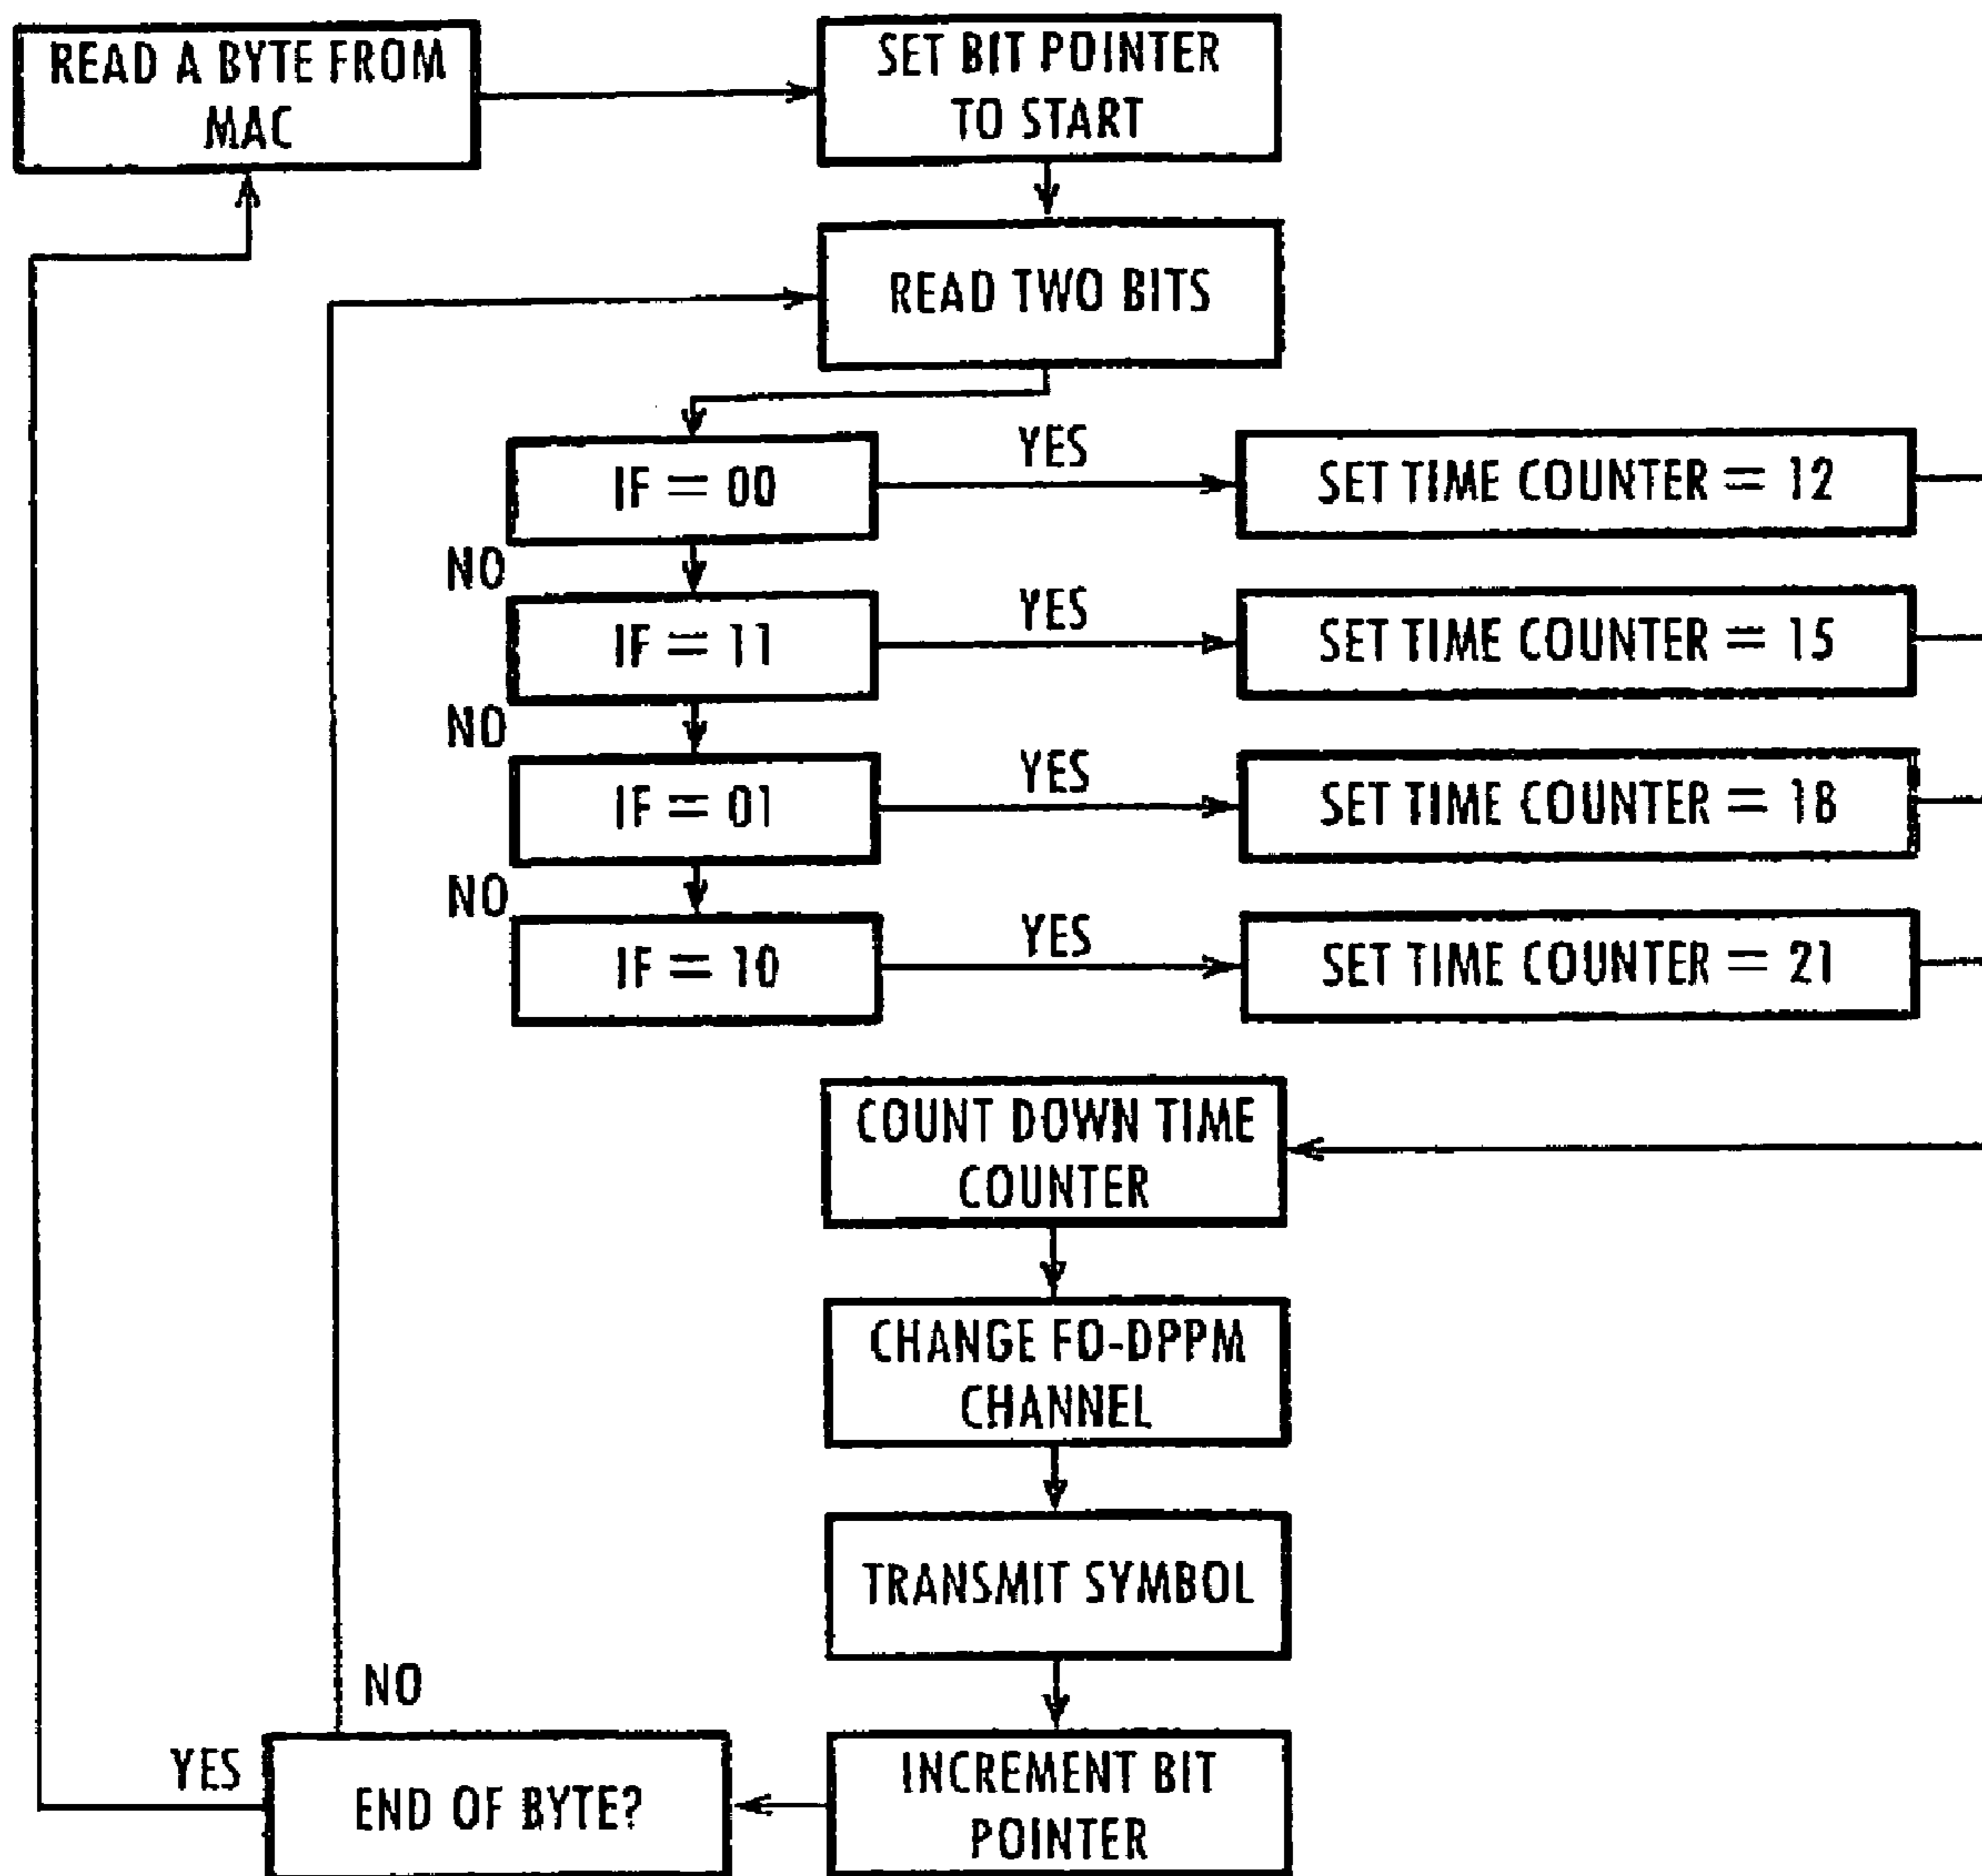 READ A BYTE FROM
MAC
SET BIT POINTER
TO START
READ TWO BITS
IF = 00
YES
SET TIME COUNTER = 12
NO
IF = 11
YES
SET TIME COUNTER = 15
NO
IF = 01
YES
SET TIME COUNTER = 18
NO
IF = 10
YES
SET TIME COUNTER = 21
COUNT DOWN TIME
COUNTER
CHANGE FO-DPPM
CHANNEL
TRANSMIT SYMBOL
INCREMENT BIT
POINTER
END OF BYTE?
NO
YES